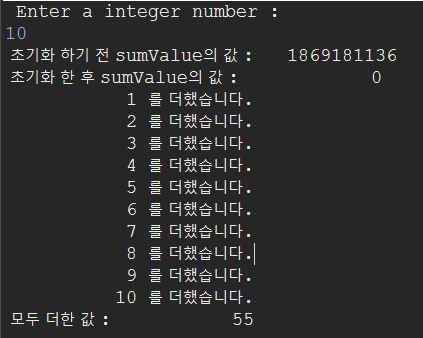 Enter a integer number :
10
초기화 하기 전 sumValue의 값 : 1869181136
초기화 한 후 sumValue의 값 : 0
1 를 더했습니다.
2 를 더했습니다.
3 를 더했습니다.
4 를 더했습니다.
5 를 더했습니다.
6 를 더했습니다.
7 를 더했습니다.
8 를 더했습니다.
9 를 더했습니다.
10 를 더했습니다.
모두 더한 값 : 55